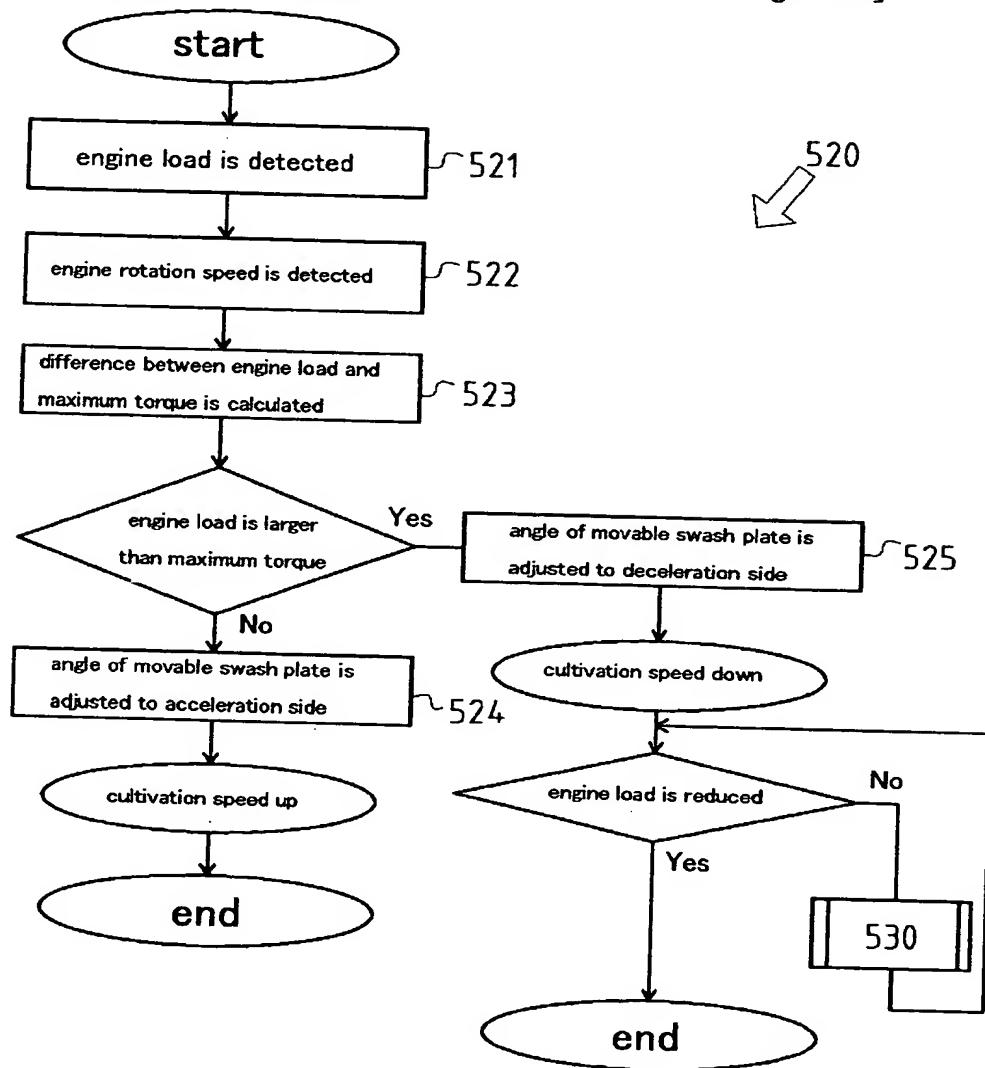 start
engine load is detected
521
520
engine rotation speed is detected
522
difference between engine load and
maximum torque is calculated
523
engine load is larger
than maximum torque
Yes
angle of movable swash plate is
adjusted to deceleration side
525
No
angle of movable swash plate is
adjusted to acceleration side
524
cultivation speed down
cultivation speed up
engine load is reduced
No
Yes
end
530
end